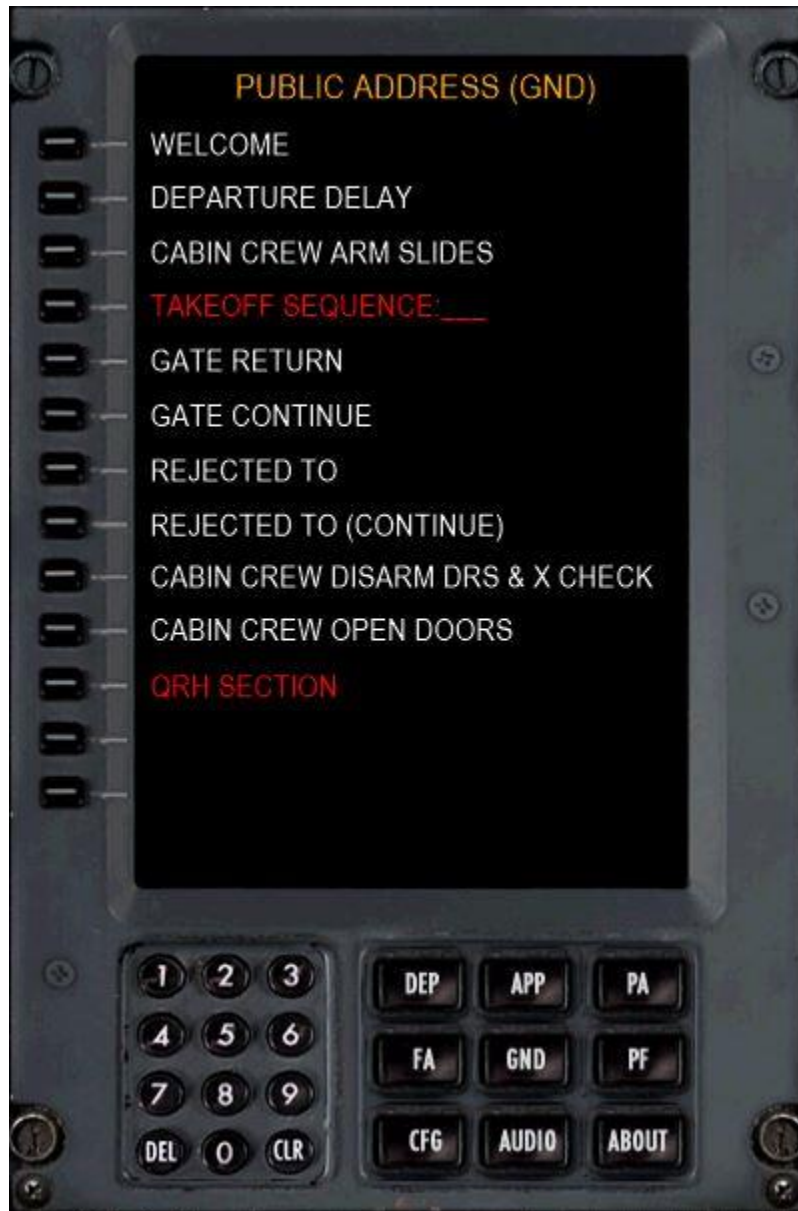 PUBLIC ADDRESS (GND)
WELCOME
DEPARTURE DELAY
CABIN CREW ARM SLIDES
TAKEOFF SEQUENCE:___
GATE RETURN
GATE CONTINUE
REJECTED TO
REJECTED TO (CONTINUE)
CABIN CREW DISARM DRS & X CHECK
CABIN CREW OPEN DOORS
QRH SECTION
1 2 3
4 5 6
7 8 9
DEL 0 CLR
DEP APP PA
FA GND PF
CFG AUDIO ABOUT